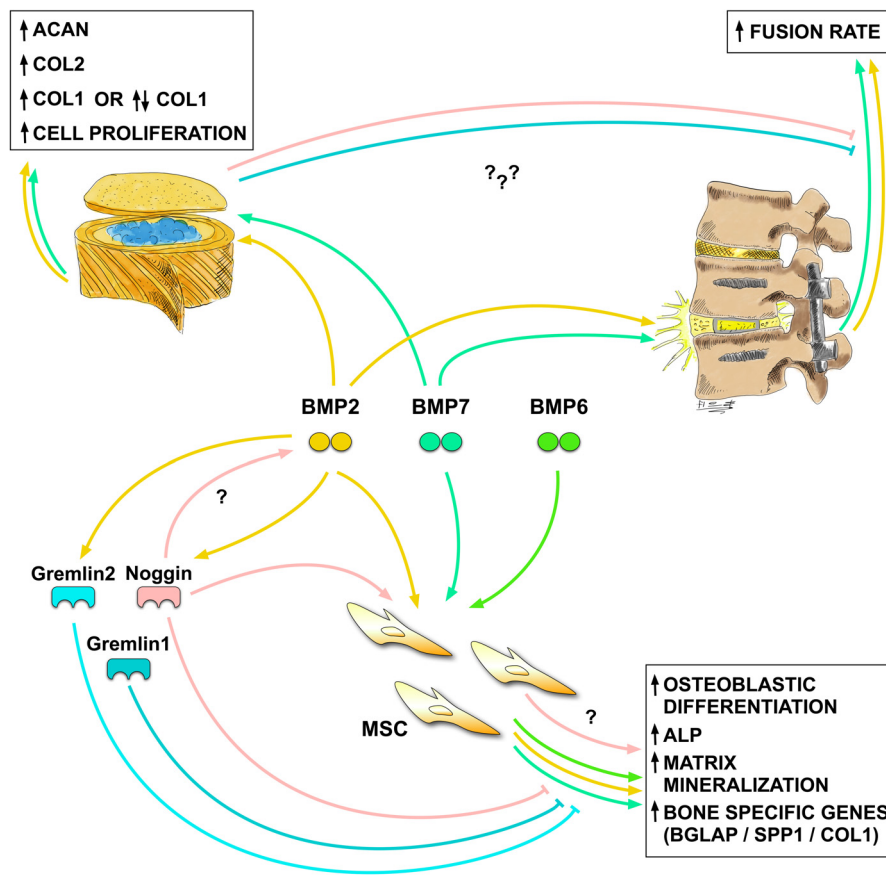 ACAN
COL2
COL1 OR COL1
CELL PROLIFERATION
FUSION RATE
???
BMP2 BMP7 BMP6
?
Gremlin2 Noggin
Gremlin1
MSC
?
OSTEOBLASTIC
DIFFERENTIATION
ALP
MATRIX
MINERALIZATION
BONE SPECIFIC GENES
(BGLAP / SPP1 / COL1)